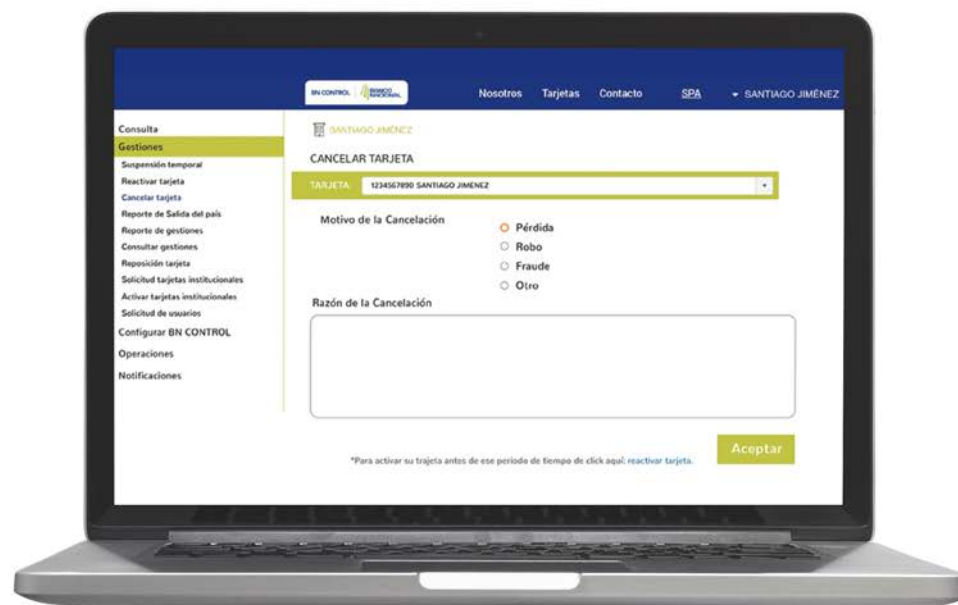 BN CONTROL BANCO NACIONAL
Nosotros Tarjetas Contacto SPA SANTIAGO JIMÉNEZ
Consulta
Gestiones
Suspensión temporal
Reactivar tarjeta
Cancelar tarjeta
Reporte de Salida del país
Reporte de gestiones
Consultar gestiones
Reposición tarjeta
Solicitud tarjetas institucionales
Activar tarjetas institucionales
Solicitud de usuarios
Configurar BN CONTROL
Operaciones
Notificaciones
SANTIAGO JIMÉNEZ
CANCELAR TARJETA
TARJETA: 1234567890 SANTIAGO JIMENEZ
Motivo de la Cancelación
Pérdida
Robo
Fraude
Otro
Razón de la Cancelación
Aceptar
*Para activar su trajeta antes de ese periodo de tiempo de click aquí: reactivar tarjeta.